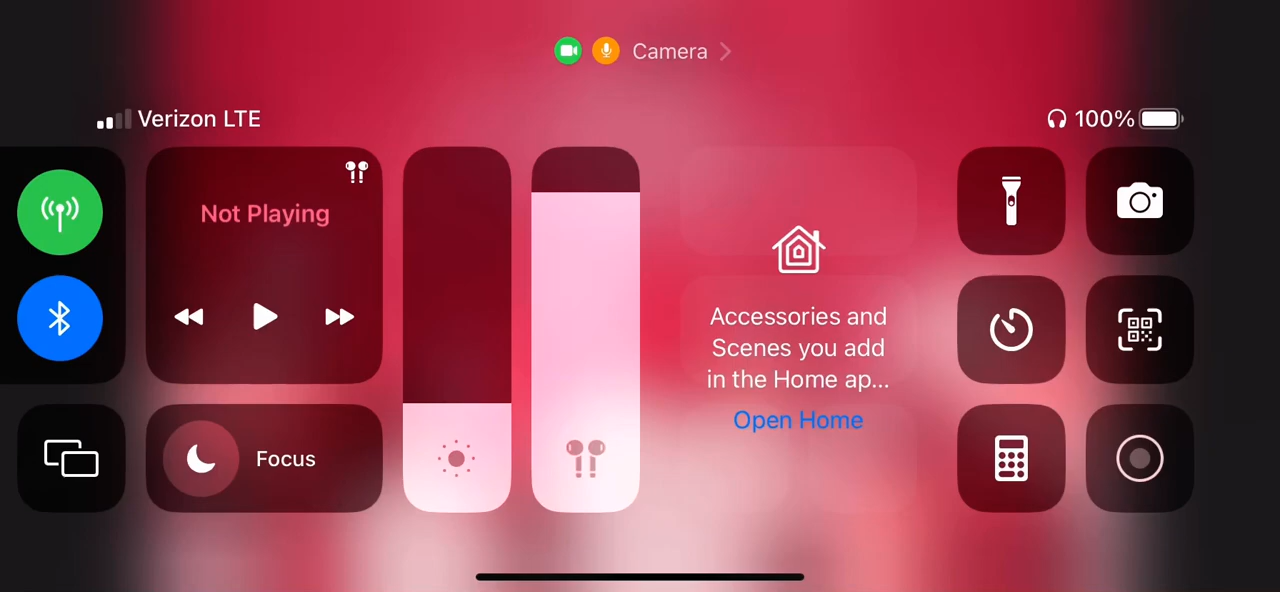 Camera
Verizon LTE
100%
Not Playing
Focus
Accessories and
Scenes you add
in the Home ap...
Open Home